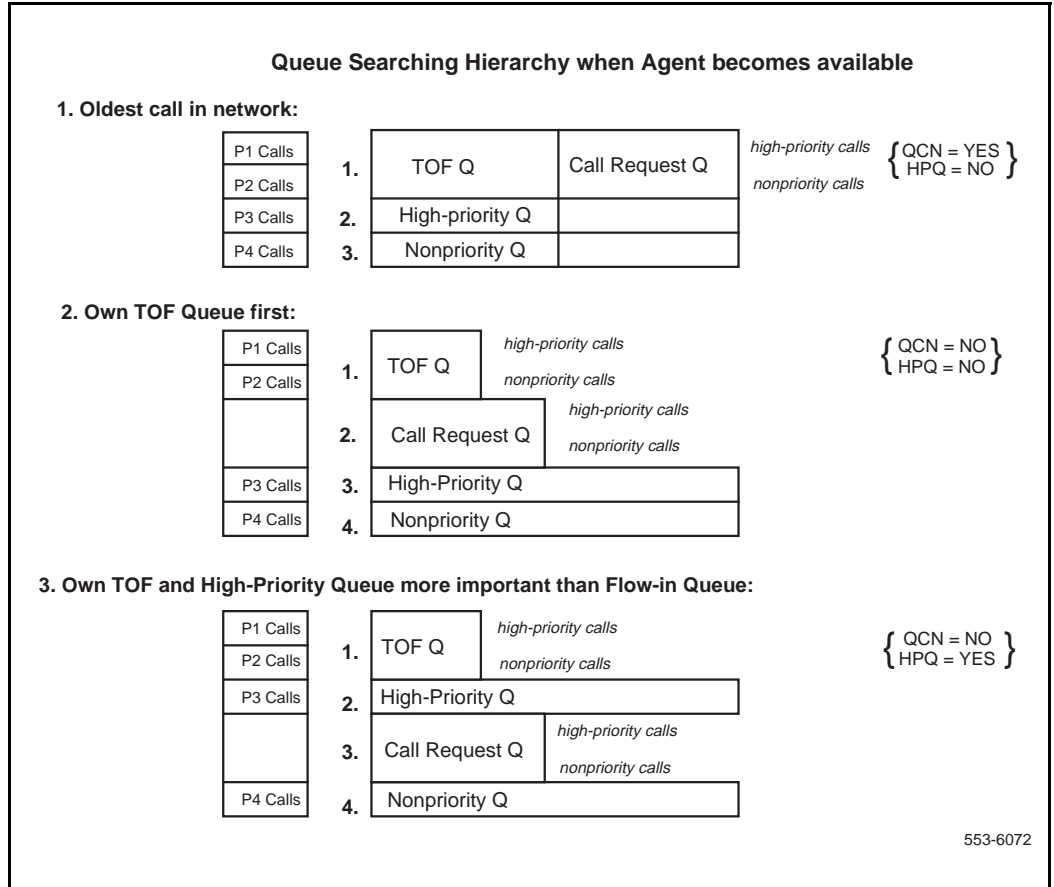 Queue Searching Hierarchy when Agent becomes available
1. Oldest call in network:
P1 Calls
P2 Calls
P3 Calls
P4 Calls
1.
TOF Q
Call Request Q
high-priority calls
nonpriority calls
{ QCN = YES }
HPQ = NO
2.
High-priority Q
3.
Nonpriority Q
2. Own TOF Queue first:
P1 Calls
P2 Calls
P3 Calls
P4 Calls
1.
TOF Q
high-priority calls
nonpriority calls
{ QCN = NO }
HPQ = NO
2.
Call Request Q
high-priority calls
nonpriority calls
3.
High-Priority Q
4.
Nonpriority Q
3. Own TOF and High-Priority Queue more important than Flow-in Queue:
P1 Calls
P2 Calls
P3 Calls
P4 Calls
1.
TOF Q
high-priority calls
nonpriority calls
{ QCN = NO }
HPQ = YES
2.
High-Priority Q
3.
Call Request Q
high-priority calls
nonpriority calls
4.
Nonpriority Q
553-6072